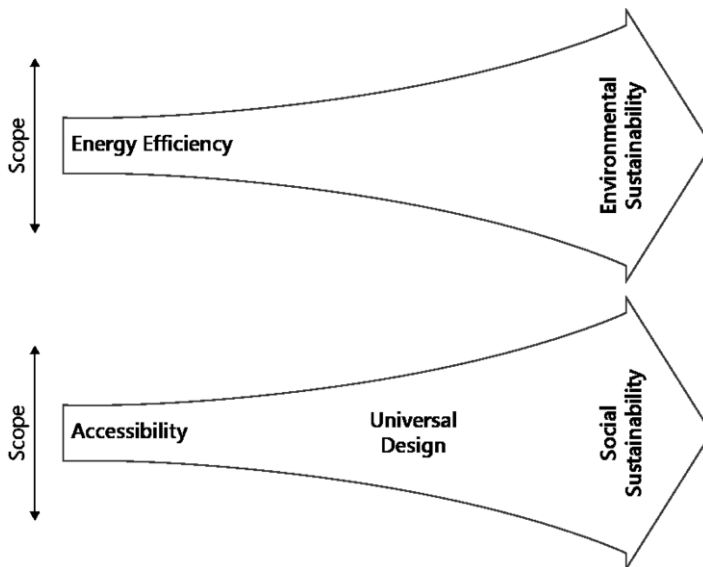 Scope
Energy Efficiency
Environmental
Sustainability
Scope
Accessibility
Universal
Design
Social
Sustainability